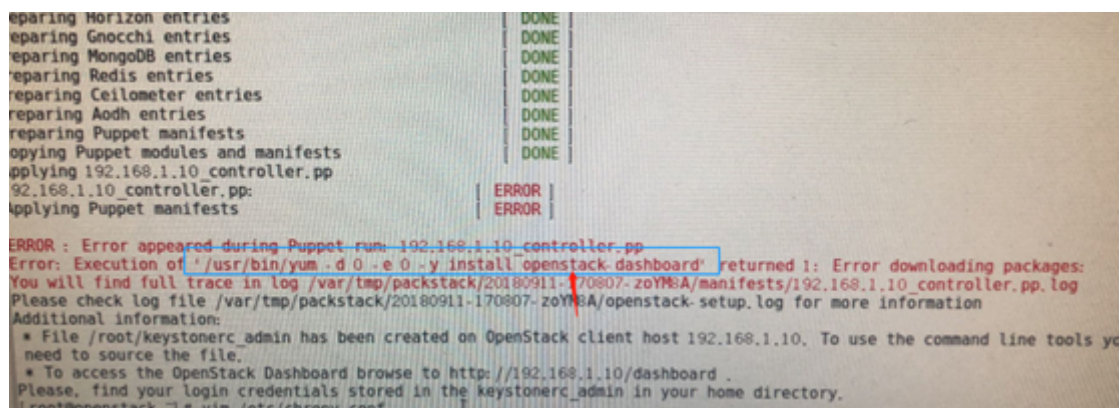 eparing Horizon entries [ DONE ]
eparing Gnocchi entries [ DONE ]
eparing MongoDB entries [ DONE ]
eparing Redis entries [ DONE ]
reparing Ceilometer entries [ DONE ]
reparing Aodh entries [ DONE ]
reparing Puppet manifests [ DONE ]
opying Puppet modules and manifests [ DONE ]
pplying 192.168.1.10_controller.pp
92.168.1.10_controller.pp: [ ERROR ]
Applying Puppet manifests [ ERROR ]
ERROR : Error appeared during Puppet run: 192.168.1.10_controller.pp
Error: Execution of '/usr/bin/yum -d 0 -e 0 -y install openstack-dashboard' returned 1: Error downloading packages:
You will find full trace in log /var/tmp/packstack/20180911-170807-zoYM8A/manifests/192.168.1.10_controller.pp.log
Please check log file /var/tmp/packstack/20180911-170807-zoYM8A/openstack-setup.log for more information
Additional information:
* File /root/keystonerc_admin has been created on OpenStack client host 192.168.1.10. To use the command line tools yo
need to source the file.
* To access the OpenStack Dashboard browse to http://192.168.1.10/dashboard .
Please, find your login credentials stored in the keystonerc_admin in your home directory.
[root@openstack ~]# vim /etc/chrony.conf